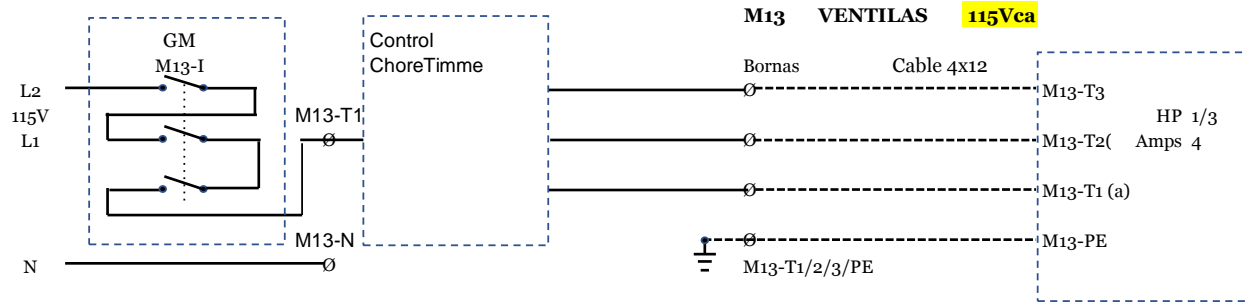 M13 VENTILAS 115Vca
GM
M13-I
Control
ChoreTimme
Bornas
Cable 4x12
L2
115V
L1
M13-T1
M13-T3
HP 1/3
M13-T2(
Amps 4
M13-T1 (a)
M13-N
M13-PE
N
M13-T1/2/3/PE